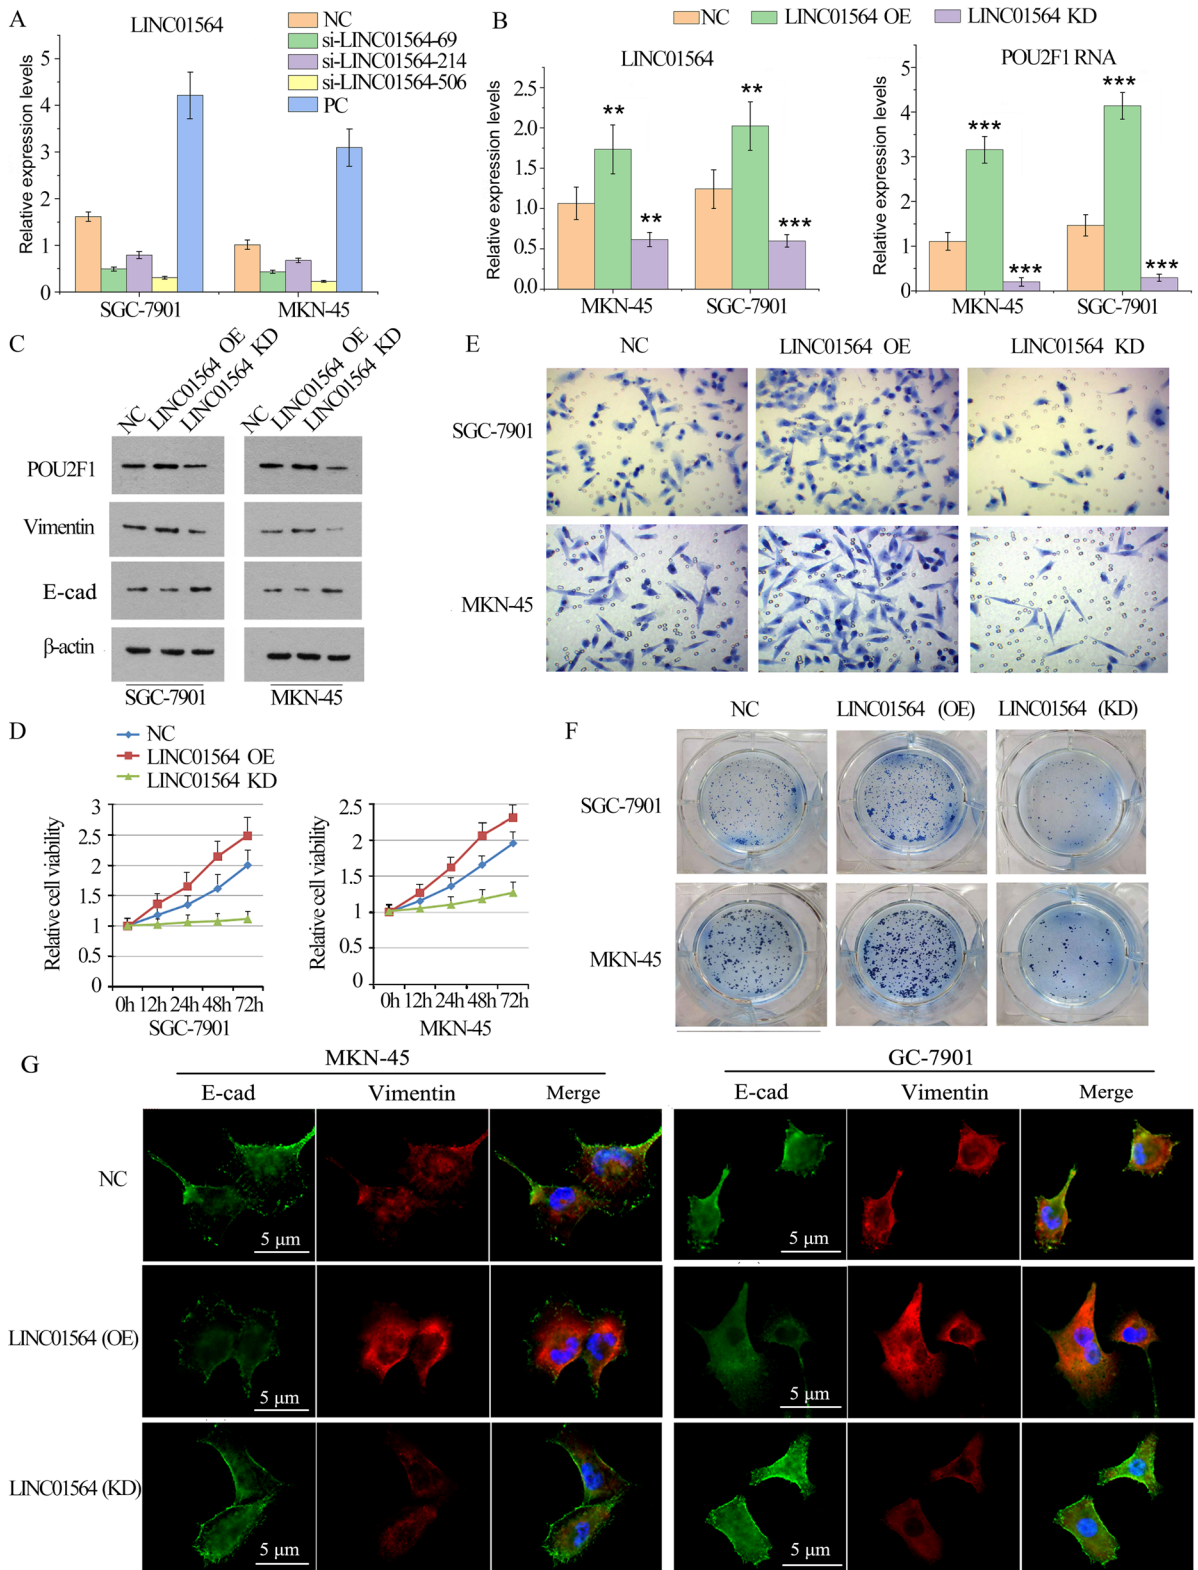 A
LINC01564
NC
si-LINC01564-69
si-LINC01564-214
si-LINC01564-506
PC
Relative expression levels
5
4
3
2
1
0
SGC-7901
MKN-45
B
NC
LINC01564 OE
LINC01564 KD
LINC01564
Relative expression levels
2.5
2.0
1.5
1.0
0.5
0.0
**
**
**
***
MKN-45
SGC-7901
POU2F1 RNA
Relative expression levels
5
4
3
2
1
0
***
***
***
***
MKN-45
SGC-7901
C
NC
LINC01564 OE
LINC01564 KD
NC
LINC01564 OE
LINC01564 KD
POU2F1
Vimentin
E-cad
β-actin
SGC-7901
MKN-45
E
NC
LINC01564 OE
LINC01564 KD
SGC-7901
MKN-45
D
NC
LINC01564 OE
LINC01564 KD
Relative cell viability
3
2.5
2
1.5
1
0.5
0
0h 12h 24h 48h 72h
SGC-7901
Relative cell viability
2.5
2
1.5
1
0.5
0
0h 12h 24h 48h 72h
MKN-45
F
NC
LINC01564 (OE)
LINC01564 (KD)
SGC-7901
MKN-45
G
MKN-45
GC-7901
E-cad
Vimentin
Merge
E-cad
Vimentin
Merge
NC
5 μm
5 μm
LINC01564 (OE)
5 μm
5 μm
LINC01564 (KD)
5 μm
5 μm